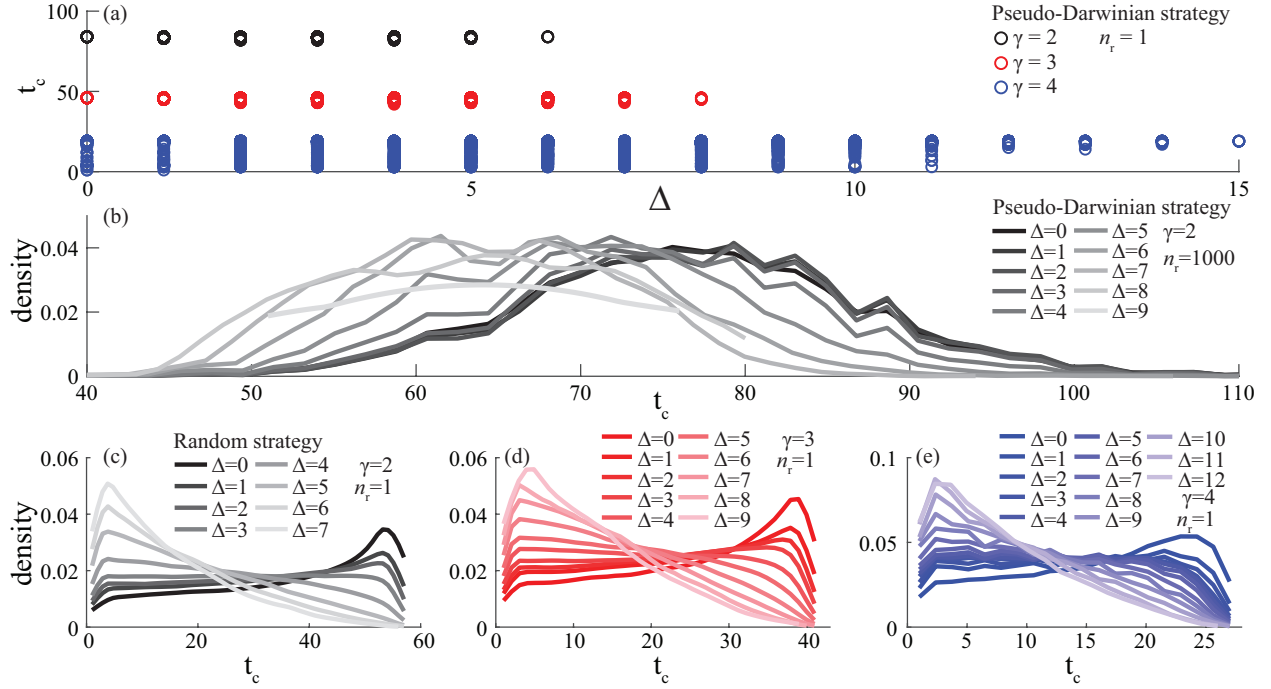 (a)
100
50
0
t_c
0 5 10 15
Δ
Pseudo-Darwinian strategy
γ = 2 n_r = 1
γ = 3
γ = 4
(b)
density
0.04
0.02
0
40 50 60 70 80 90 100 110
t_c
Pseudo-Darwinian strategy
Δ=0 Δ=5 γ=2
Δ=1 Δ=6 n_r=1000
Δ=2 Δ=7
Δ=3 Δ=8
Δ=4 Δ=9
(c)
Random strategy
Δ=0 Δ=4 γ=2
Δ=1 Δ=5 n_r=1
Δ=2 Δ=6
Δ=3 Δ=7
density
0.06
0.04
0.02
0
0 20 40 60
t_c
(d)
Δ=0 Δ=5 γ=3
Δ=1 Δ=6 n_r=1
Δ=2 Δ=7
Δ=3 Δ=8
Δ=4 Δ=9
0.06
0.04
0.02
0
0 10 20 30 40
t_c
(e)
Δ=0 Δ=5 Δ=10
Δ=1 Δ=6 Δ=11
Δ=2 Δ=7 Δ=12
Δ=3 Δ=8 γ=4
Δ=4 Δ=9 n_r=1
0.1
0.05
0
0 5 10 15 20 25
t_c